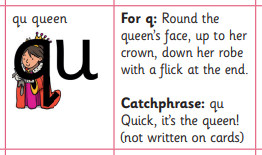 qu queen
qu
For q: Round the
queen's face, up to her
crown, down her robe
with a flick at the end.
Catchphrase: qu
Quick, it's the queen!
(not written on cards)